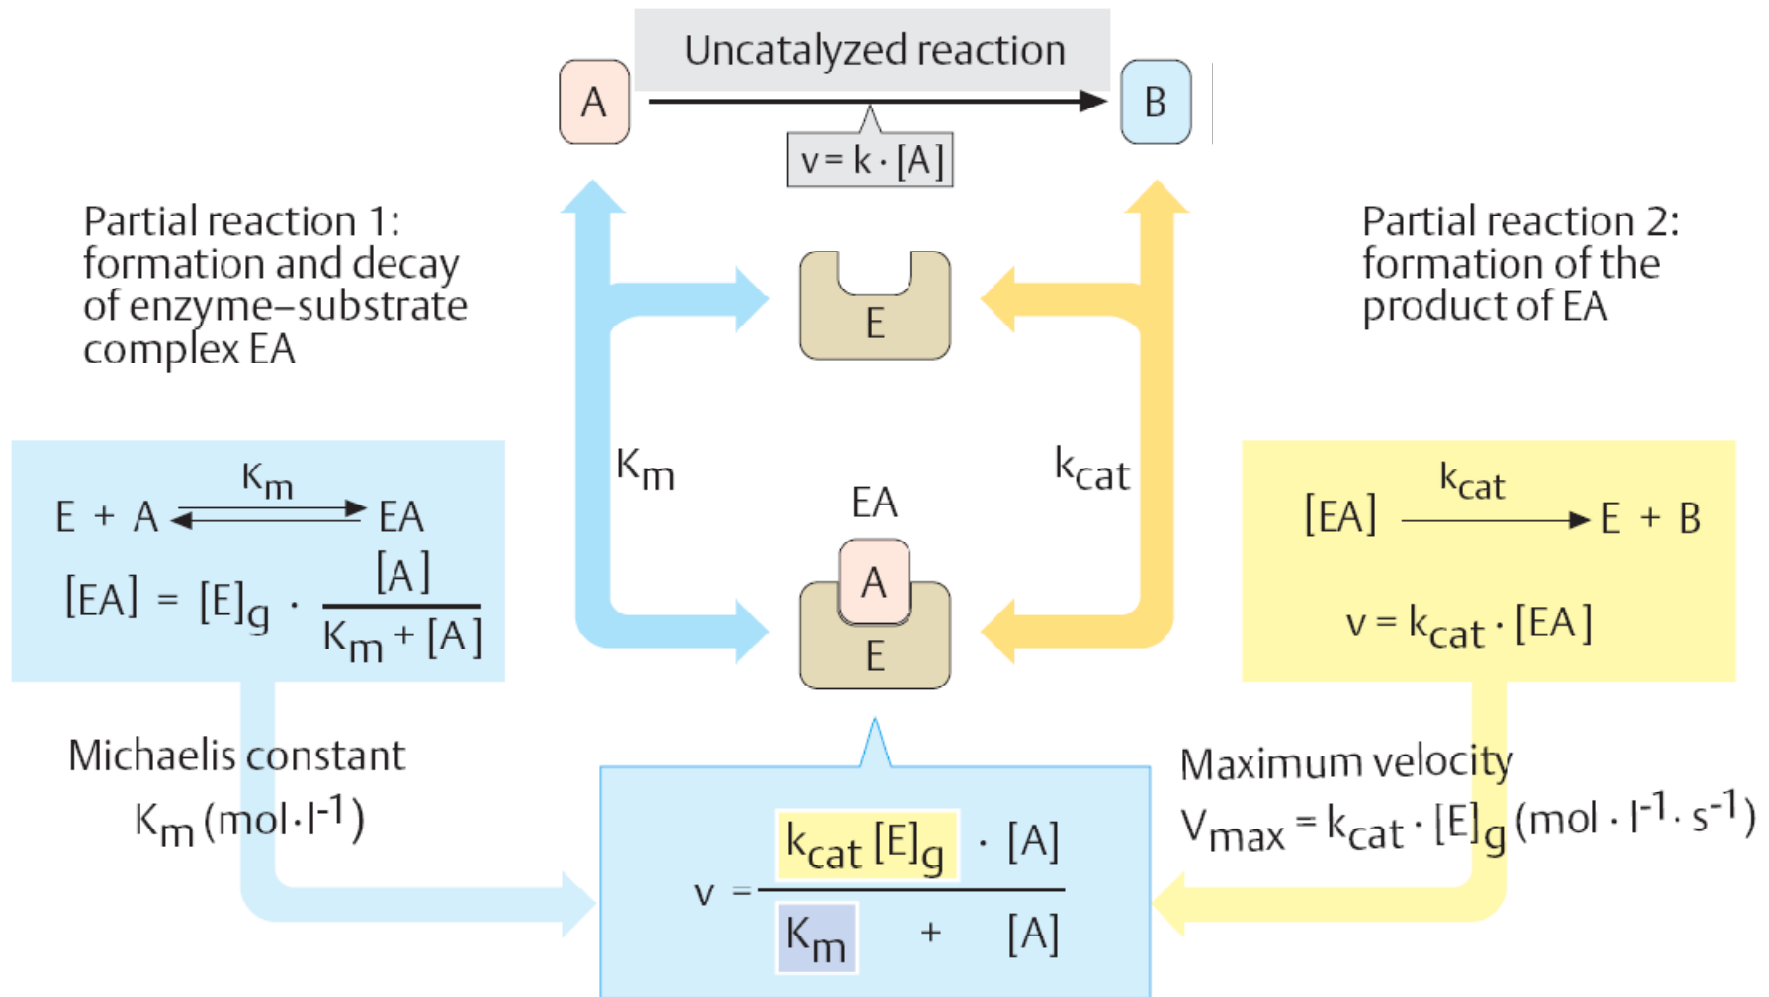 Uncatalyzed reaction
A
B
v = k · [A]
Partial reaction 1:
formation and decay
of enzyme–substrate
complex EA
Partial reaction 2:
formation of the
product of EA
E
Km
kcat
EA
A
E
Km
E + A ⇌ EA
[EA] = [E]g · [A] / Km + [A]
kcat
[EA] → E + B
v = kcat · [EA]
Michaelis constant
Km (mol·l-1)
Maximum velocity
Vmax = kcat · [E]g (mol · l-1 · s-1)
v = kcat [E]g · [A] / Km + [A]